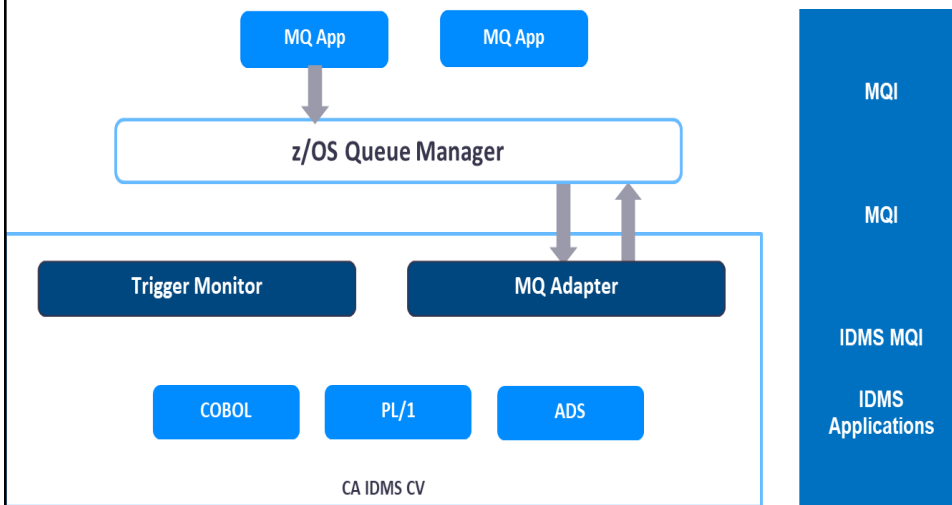 MQ App
MQ App
z/OS Queue Manager
Trigger Monitor
MQ Adapter
COBOL
PL/1
ADS
CA IDMS CV
MQI
MQI
IDMS MQI
IDMS
Applications